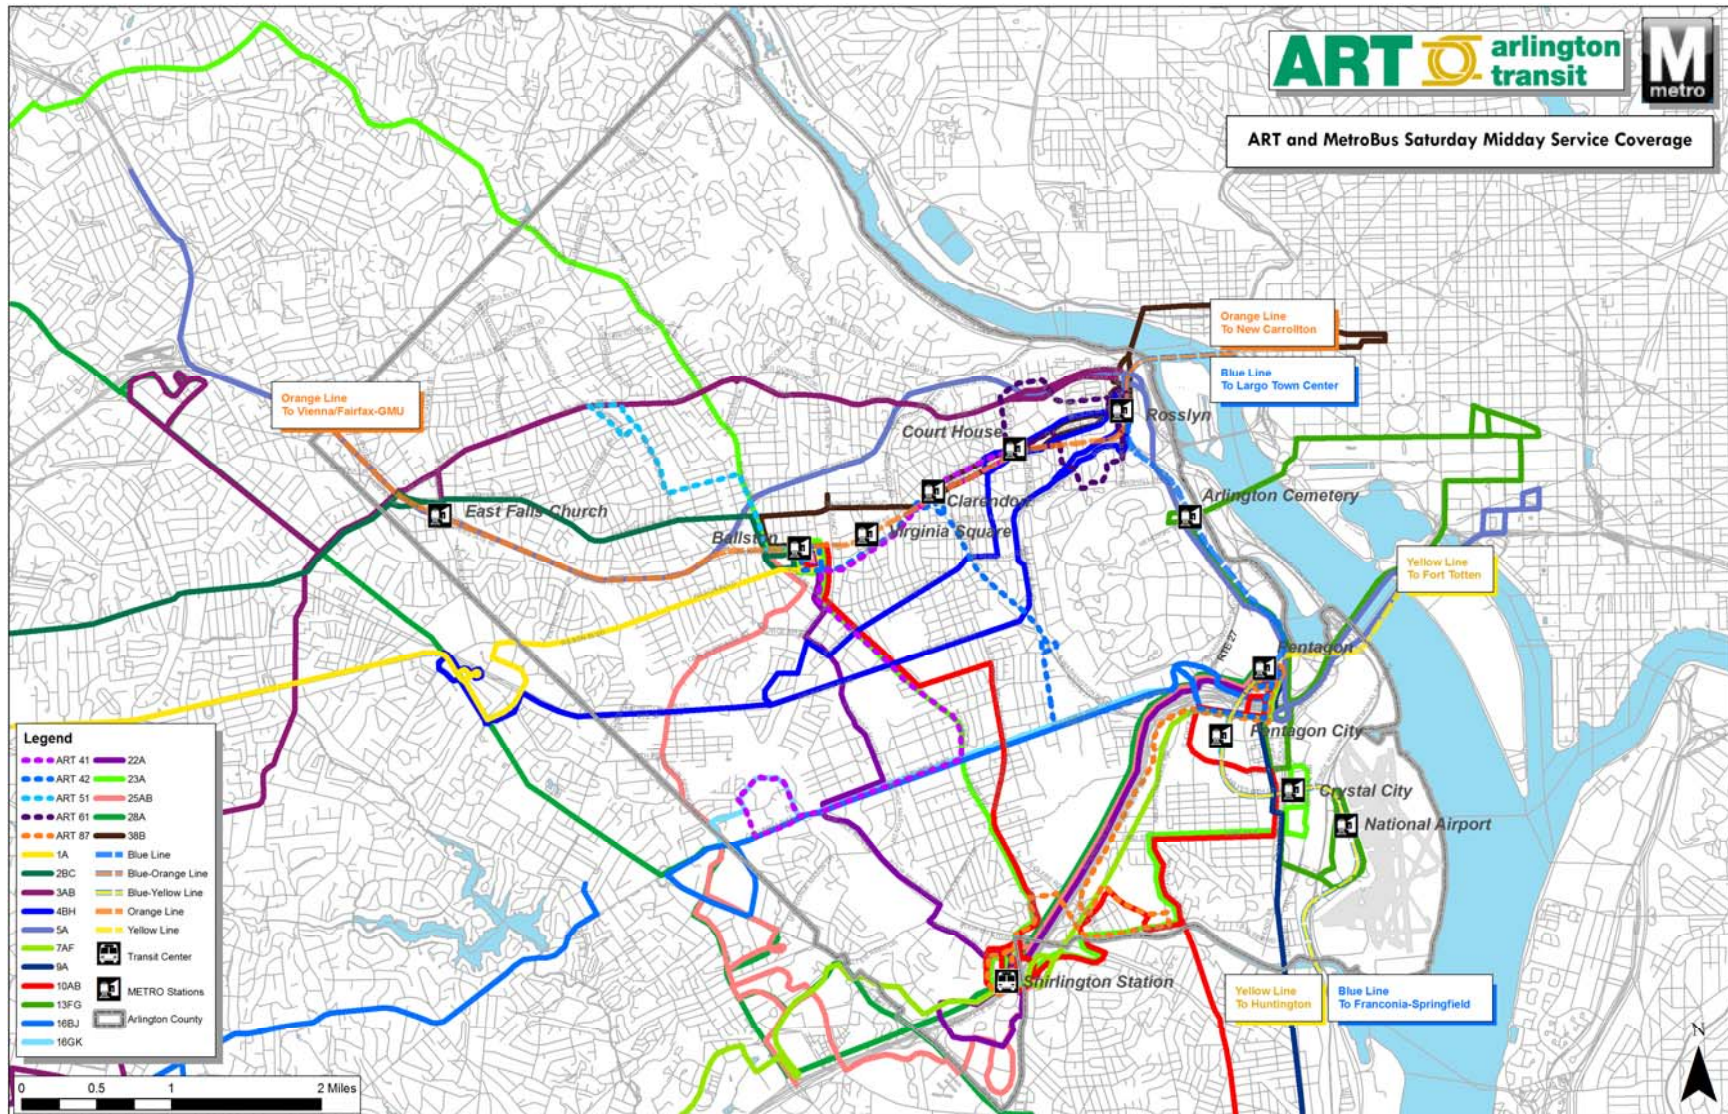 ART arlington
transit
M
metro
ART and MetroBus Saturday Midday Service Coverage
Orange Line
To New Carrollton
Blue Line
To Largo Town Center
Orange Line
To Vienna/Fairfax-GMU
Rosslyn
Court House
Clarendon
Arlington Cemetery
East Falls Church
Virginia Square
Ballston
Yellow Line
To Fort Totten
RTE 27
Pentagon
Pentagon City
Crystal City
National Airport
Shirlington Station
Yellow Line
To Huntington
Blue Line
To Franconia-Springfield
Legend
ART 41
ART 42
ART 51
ART 61
ART 87
1A
2BC
3AB
4BH
5A
7AF
9A
10AB
13FG
16BJ
16GK
22A
23A
25AB
28A
38B
Blue Line
Blue-Orange Line
Blue-Yellow Line
Orange Line
Yellow Line
Transit Center
METRO Stations
Arlington County
0 0.5 1 2 Miles
N